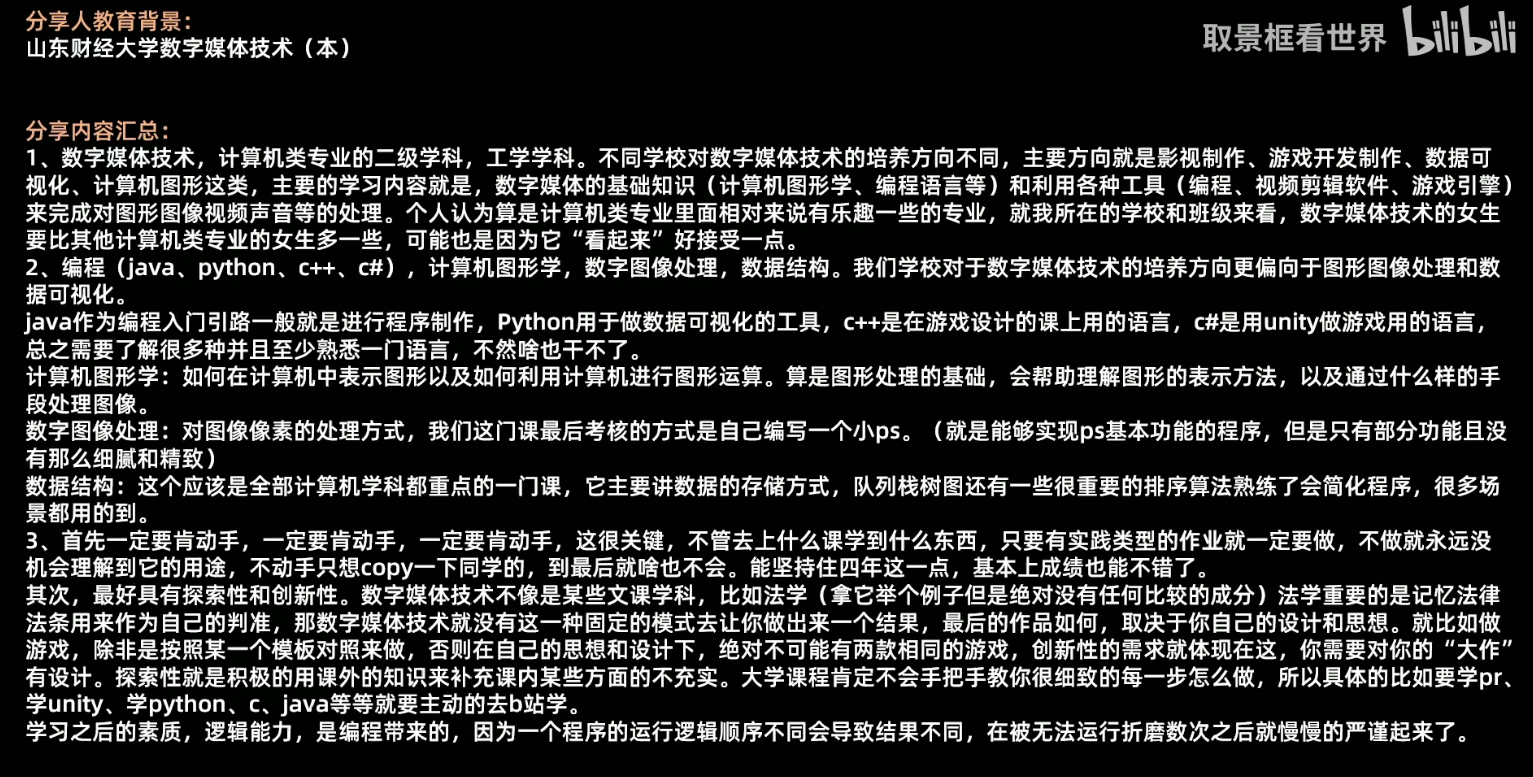 分享人教育背景：
山东财经大学数字媒体技术（本）
取景框看世界 bilibili
分享内容汇总：
1、数字媒体技术，计算机类专业的二级学科，工学学科。不同学校对数字媒体技术的培养方向不同，主要方向就是影视制作、游戏开发制作、数据可
视化、计算机图形这类，主要的学习内容就是，数字媒体的基础知识（计算机图形学、编程语言等）和利用各种工具（编程、视频剪辑软件、游戏引擎）
来完成对图形图像视频声音等的处理。个人认为算是计算机类专业里面相对来说有乐趣一些的专业，就我所在的学校和班级来看，数字媒体技术的女生
要比其他计算机类专业的女生多一些，可能也是因为它“看起来”好接受一点。
2、编程（java、python、c++、c#），计算机图形学，数字图像处理，数据结构。我们学校对于数字媒体技术的培养方向更偏向于图形图像处理和数
据可视化。
java作为编程入门引路一般就是进行程序制作，Python用于做数据可视化的工具，c++是在游戏设计的课上用的语言，c#是用unity做游戏用的语言，
总之需要了解很多种并且至少熟悉一门语言，不然啥也干不了。
计算机图形学：如何在计算机中表示图形以及如何利用计算机进行图形运算。算是图形处理的基础，会帮助理解图形的表示方法，以及通过什么样的手
段处理图像。
数字图像处理：对图像像素的处理方式，我们这门课最后考核的方式是自己编写一个小ps。（就是能够实现ps基本功能的程序，但是只有部分功能且没
有那么细腻和精致）
数据结构：这个应该是全部计算机学科都重点的一门课，它主要讲数据的存储方式，队列栈树图还有一些很重要的排序算法熟练了会简化程序，很多场
景都用的到。
3、首先一定要肯动手，一定要肯动手，一定要肯动手，这很关键，不管去上什么课学到什么东西，只要有实践类型的作业就一定要做，不做就永远没
机会理解到它的用途，不动手只想copy一下同学的，到最后就啥也不会。能坚持住四年这一点，基本上成绩也能不错了。
其次，最好具有探索性和创新性。数字媒体技术不像是某些文课学科，比如法学（拿它举个例子但是绝对没有任何比较的成分）法学重要的是记忆法律
法条用来作为自己的判准，那数字媒体技术就没有这一种固定的模式去让你做出来一个结果，最后的作品如何，取决于你自己的设计和思想。就比如做
游戏，除非是按照某一个模板对照来做，否则在自己的思想和设计下，绝对不可能有两款相同的游戏，创新性的需求就体现在这，你需要对你的“大作”
有设计。探索性就是积极的用课外的知识来补充课内某些方面的不充实。大学课程肯定不会手把手教你很细致的每一步怎么做，所以具体的比如要学pr、
学unity、学python、c、java等等就要主动的去b站学。
学习之后的素质，逻辑能力，是编程带来的，因为一个程序的运行逻辑顺序不同会导致结果不同，在被无法运行折磨数次之后就慢慢的严谨起来了。